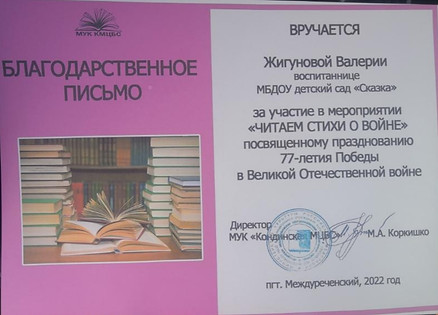 МУК КМЦБС
БЛАГОДАРСТВЕННОЕ
ПИСЬМО
ВРУЧАЕТСЯ
Жигуновой Валерии
воспитаннице
МБДОУ детский сад «Сказка»
за участие в мероприятии
«ЧИТАЕМ СТИХИ О ВОЙНЕ»
посвященному празднованию
77-летия Победы
в Великой Отечественной войне
Директор
МУК «Кондинская МЦБС» М.А. Коркишко
пгт. Междуреченский, 2022 год